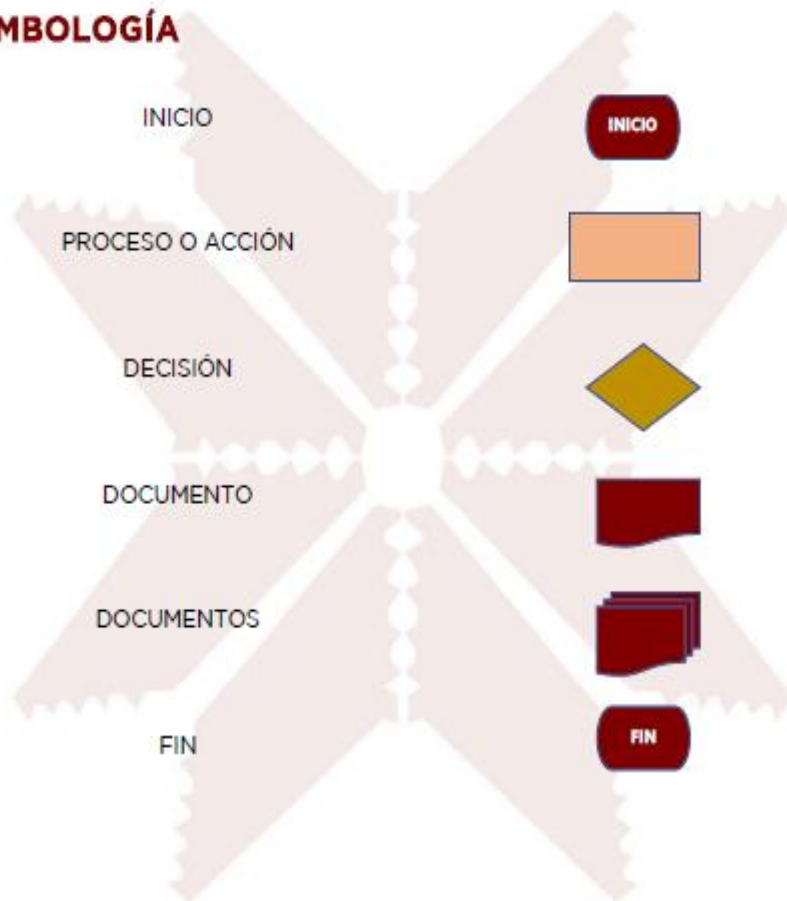 MBOLOGÍA
INICIO
INICIO
PROCESO O ACCIÓN
DECISIÓN
DOCUMENTO
DOCUMENTOS
FIN
FIN